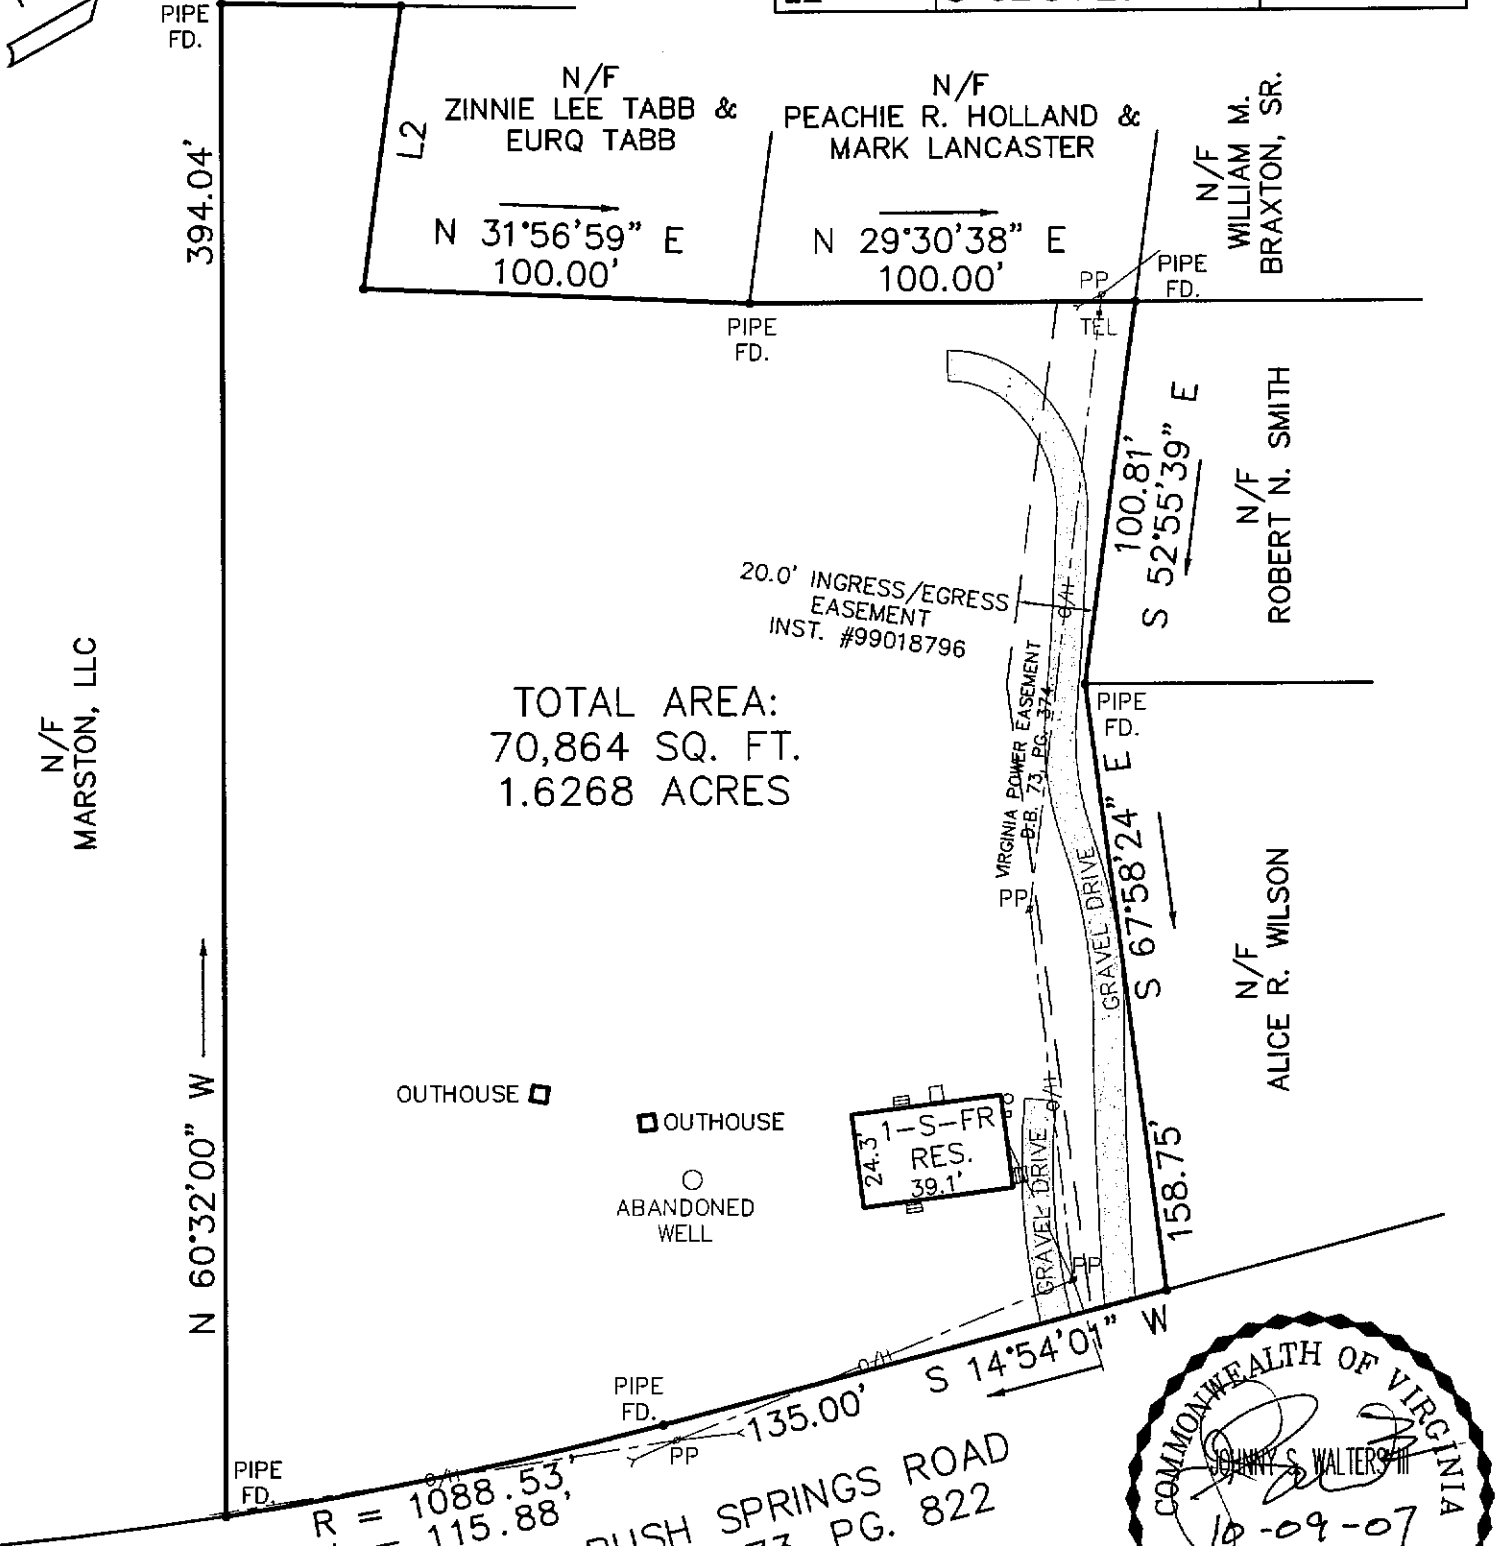 PIPE
FD.
N/F
ZINNIE LEE TABB &
EURQ TABB
N/F
PEACHIE R. HOLLAND &
MARK LANCASTER
N/F
WILLIAM M.
BRAXTON, SR.
L2
394.04'
N 31°56'59" E
100.00'
N 29°30'38" E
100.00'
PP
PIPE
FD.
TEL
PIPE
FD.
100.81'
S 52°55'39" E
N/F
ROBERT N. SMITH
20.0' INGRESS/EGRESS
EASEMENT
INST. #99018796
O/H
VIRGINIA POWER EASEMENT
D.B. 73, PG. 374
PIPE
FD.
N/F
MARSTON, LLC
TOTAL AREA:
70,864 SQ. FT.
1.6268 ACRES
S 67°58'24" E
158.75'
PP
GRAVEL DRIVE
N/F
ALICE R. WILSON
N 60°32'00" W
OUTHOUSE
OUTHOUSE
ABANDONED
WELL
1-S-FR
RES.
39.1'
24.3'
O/H
GRAVEL DRIVE
PP
S 14°54'01" W
135.00'
O/H
PIPE
FD.
PP
PIPE
FD.
O/H
R = 1088.53'
115.88'
SPRINGS ROAD
PG. 822
COMMONWEALTH OF VIRGINIA
JOHNNY S. WALTERS III
10-09-07